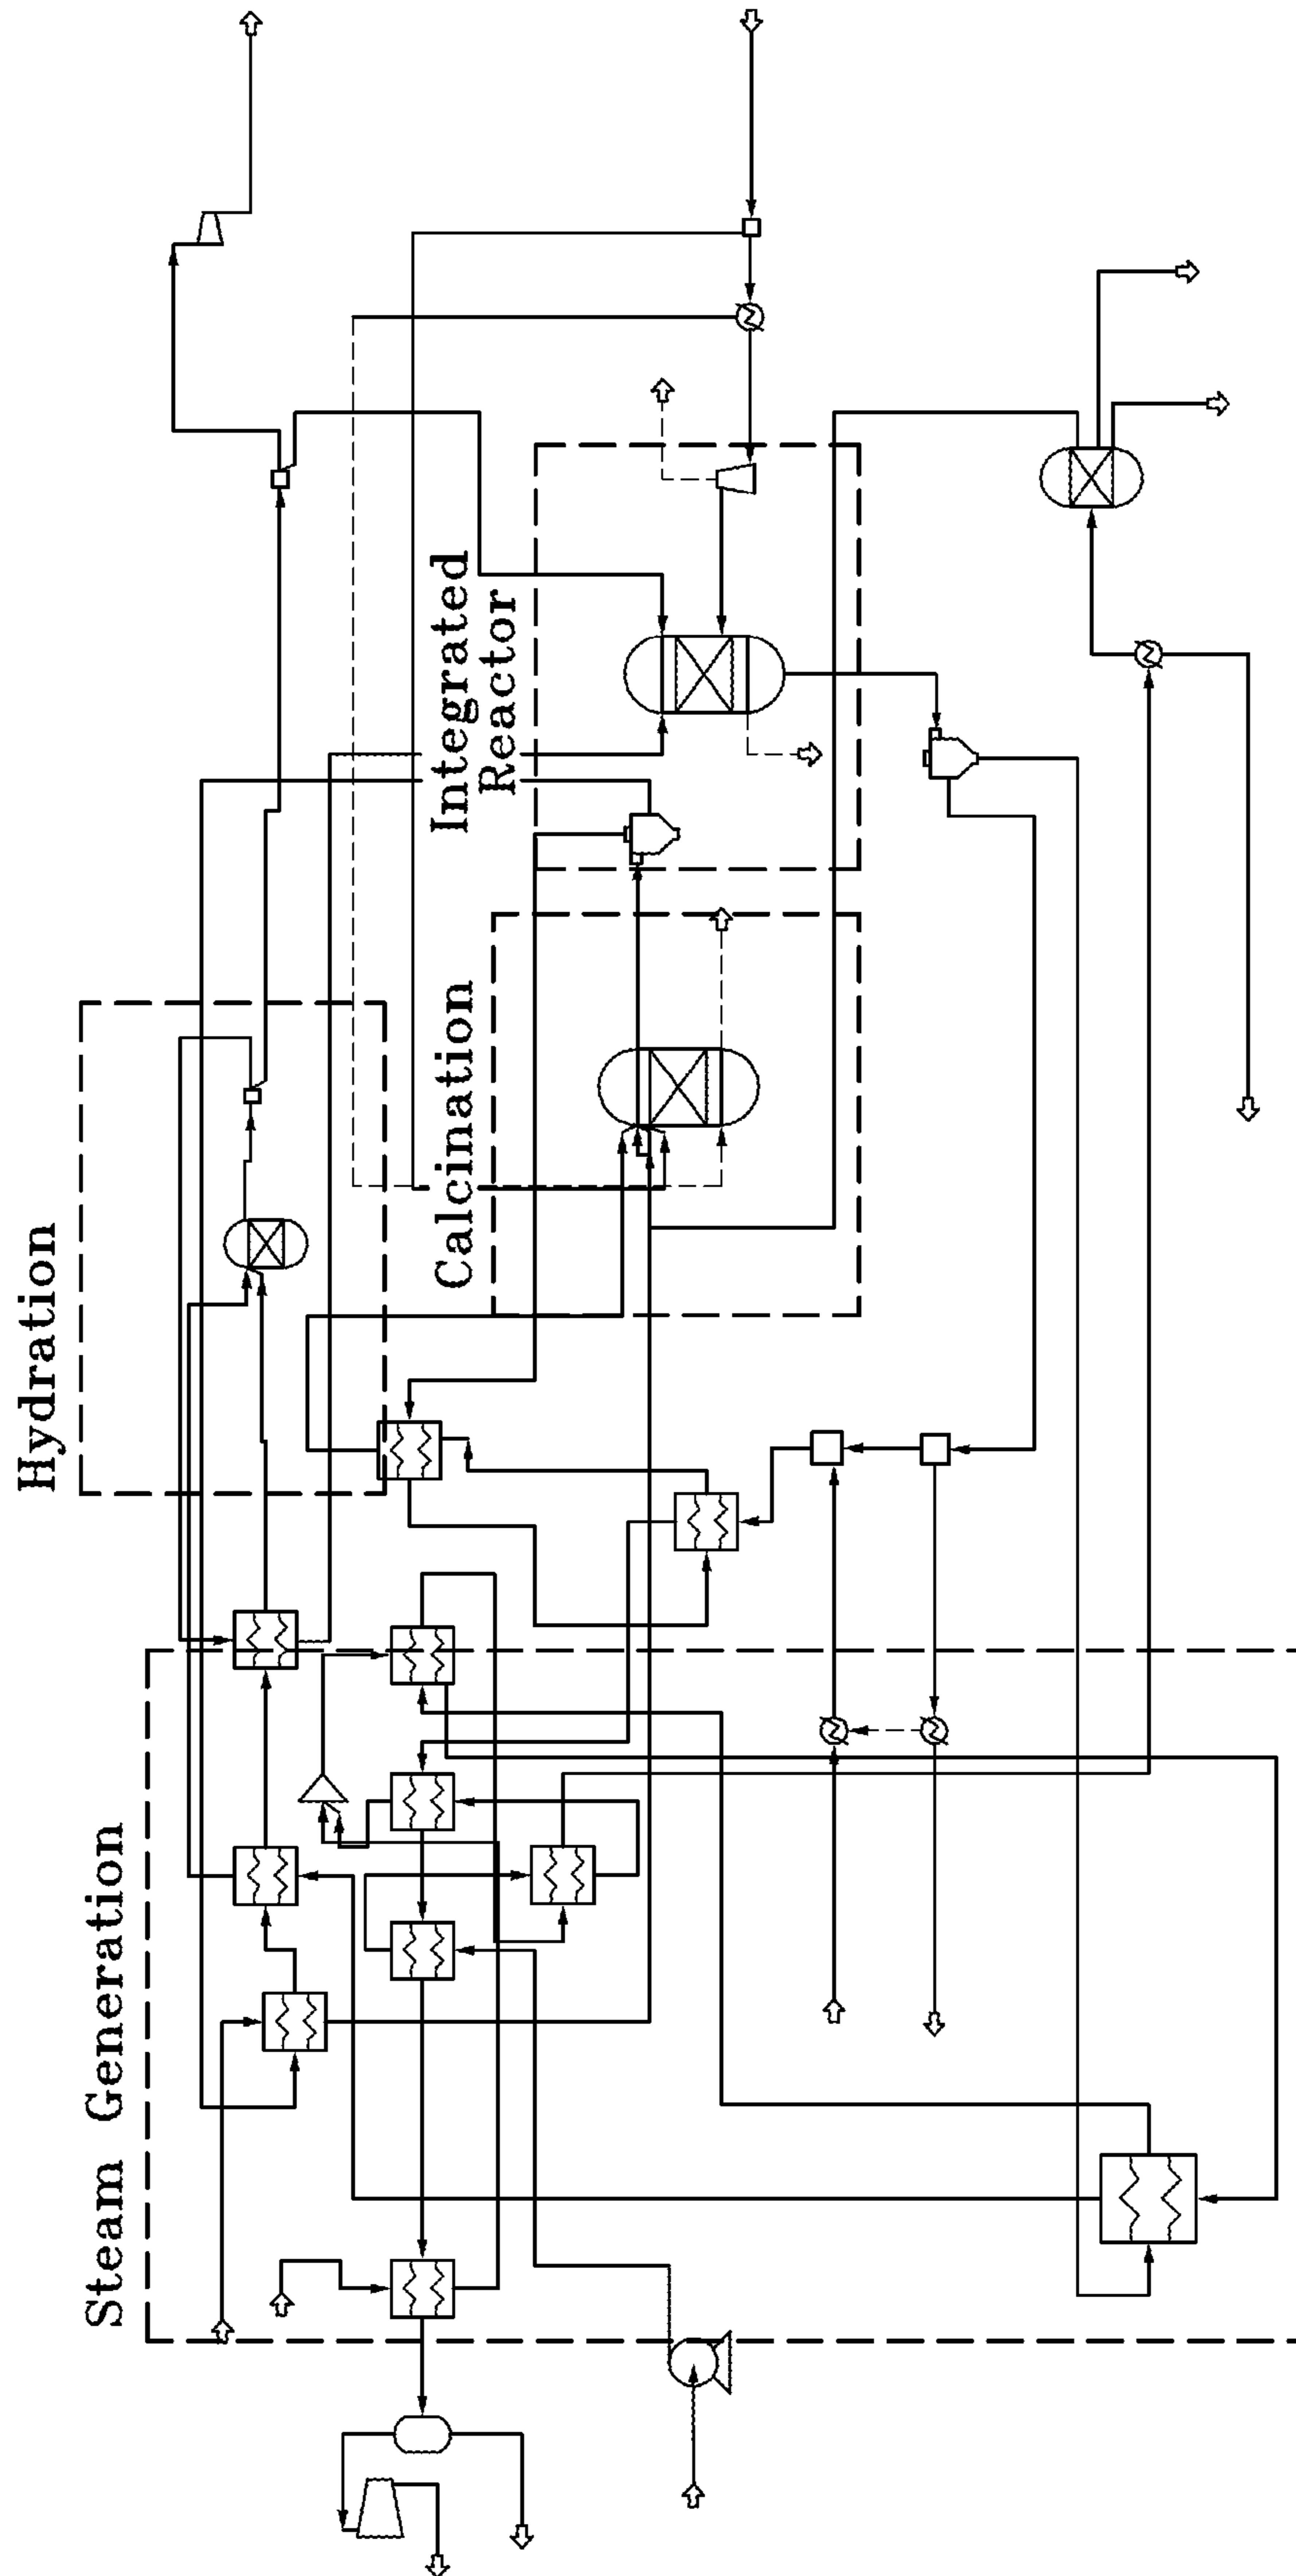 Hydration
Integrated
Reactor
Calcination
Steam Generation